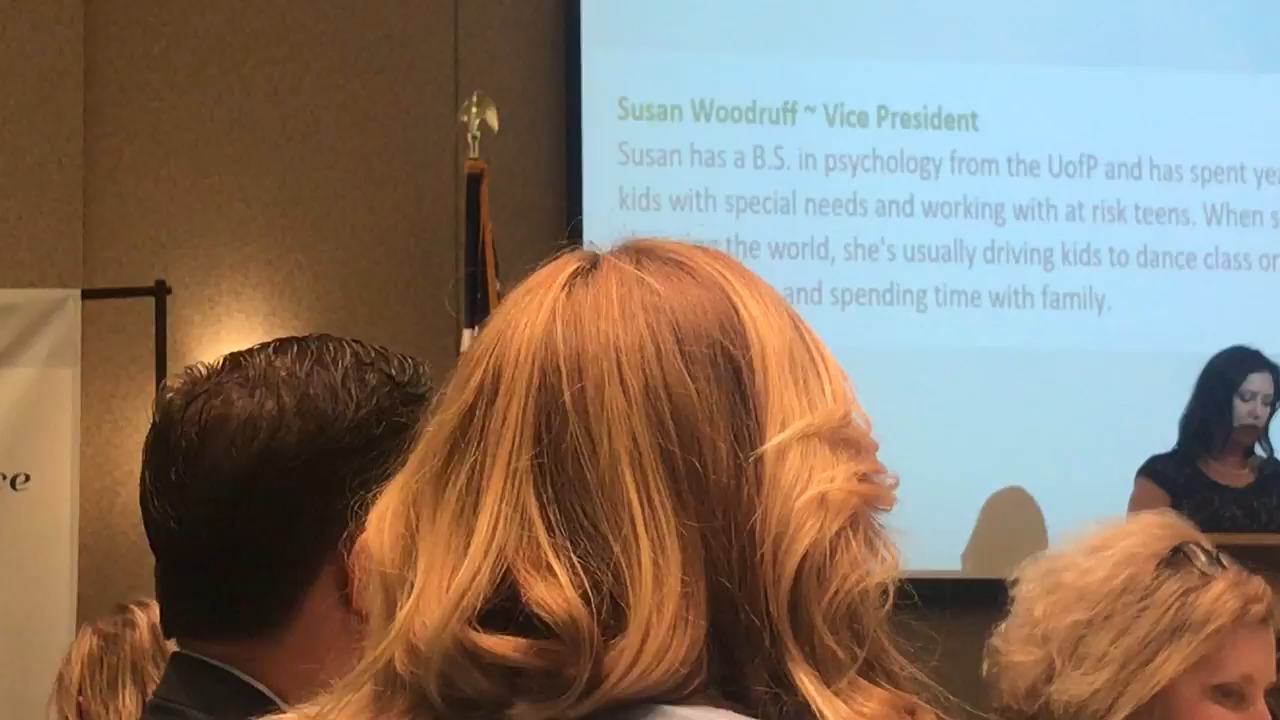 Susan Woodruff ~ Vice President
Susan has a B.S. in psychology from the UofP and has spent
kids with special needs and working with at risk teens. When
the world, she's usually driving kids to dance class or
and spending time with family.